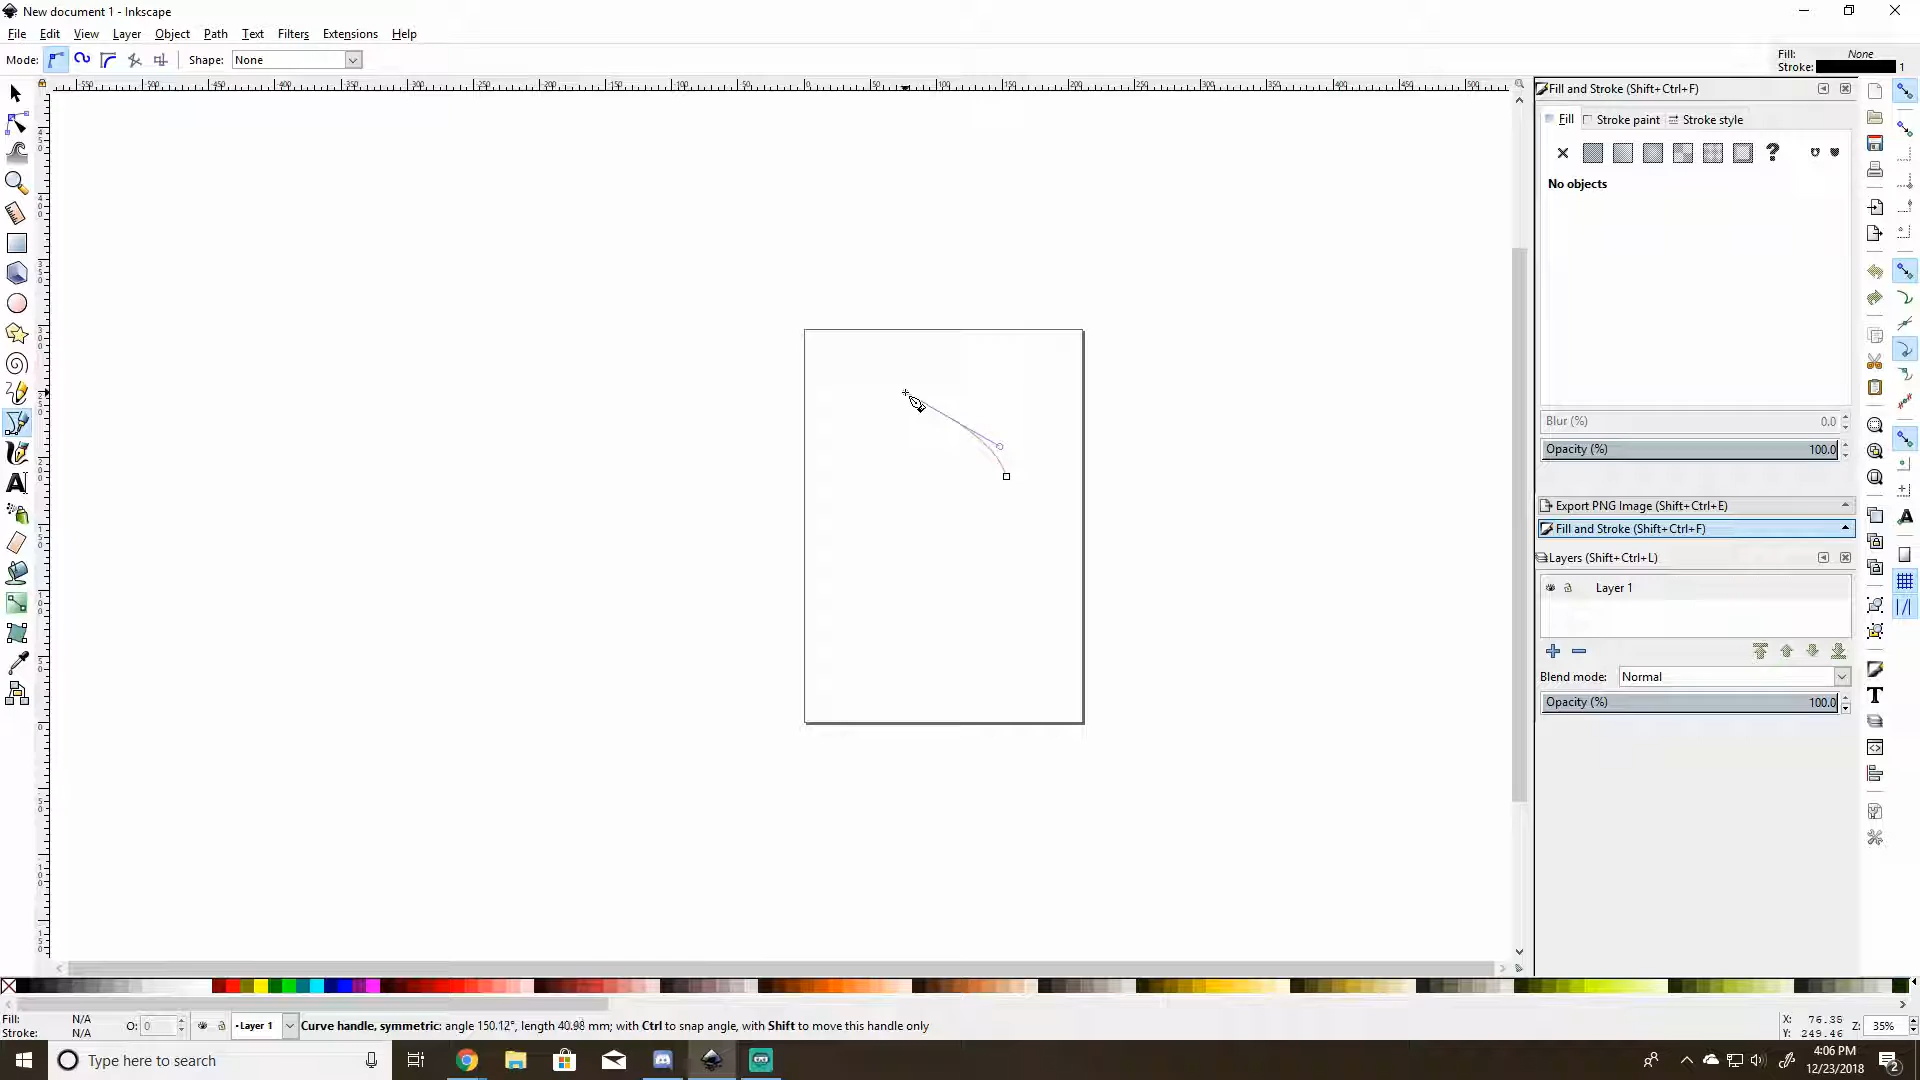 New document 1 - Inkscape
File Edit View Layer Object Path Text Filters Extensions Help
Mode: Shape: None
Fill: None
Stroke: 1
Fill and Stroke (Shift+Ctrl+F)
Fill Stroke paint Stroke style
No objects
Blur (%) 0.0
Opacity (%) 100.0
Export PNG Image (Shift+Ctrl+E)
Fill and Stroke (Shift+Ctrl+F)
Layers (Shift+Ctrl+L)
Layer 1
Blend mode: Normal
Opacity (%) 100.0
Fill: N/A
Stroke: N/A
O: 0
Layer 1
Curve handle, symmetric: angle 150.12°, length 40.98 mm; with Ctrl to snap angle, with Shift to move this handle only
X: 76.35
Y: 249.46
Z: 35%
Type here to search
4:06 PM
12/23/2018
2